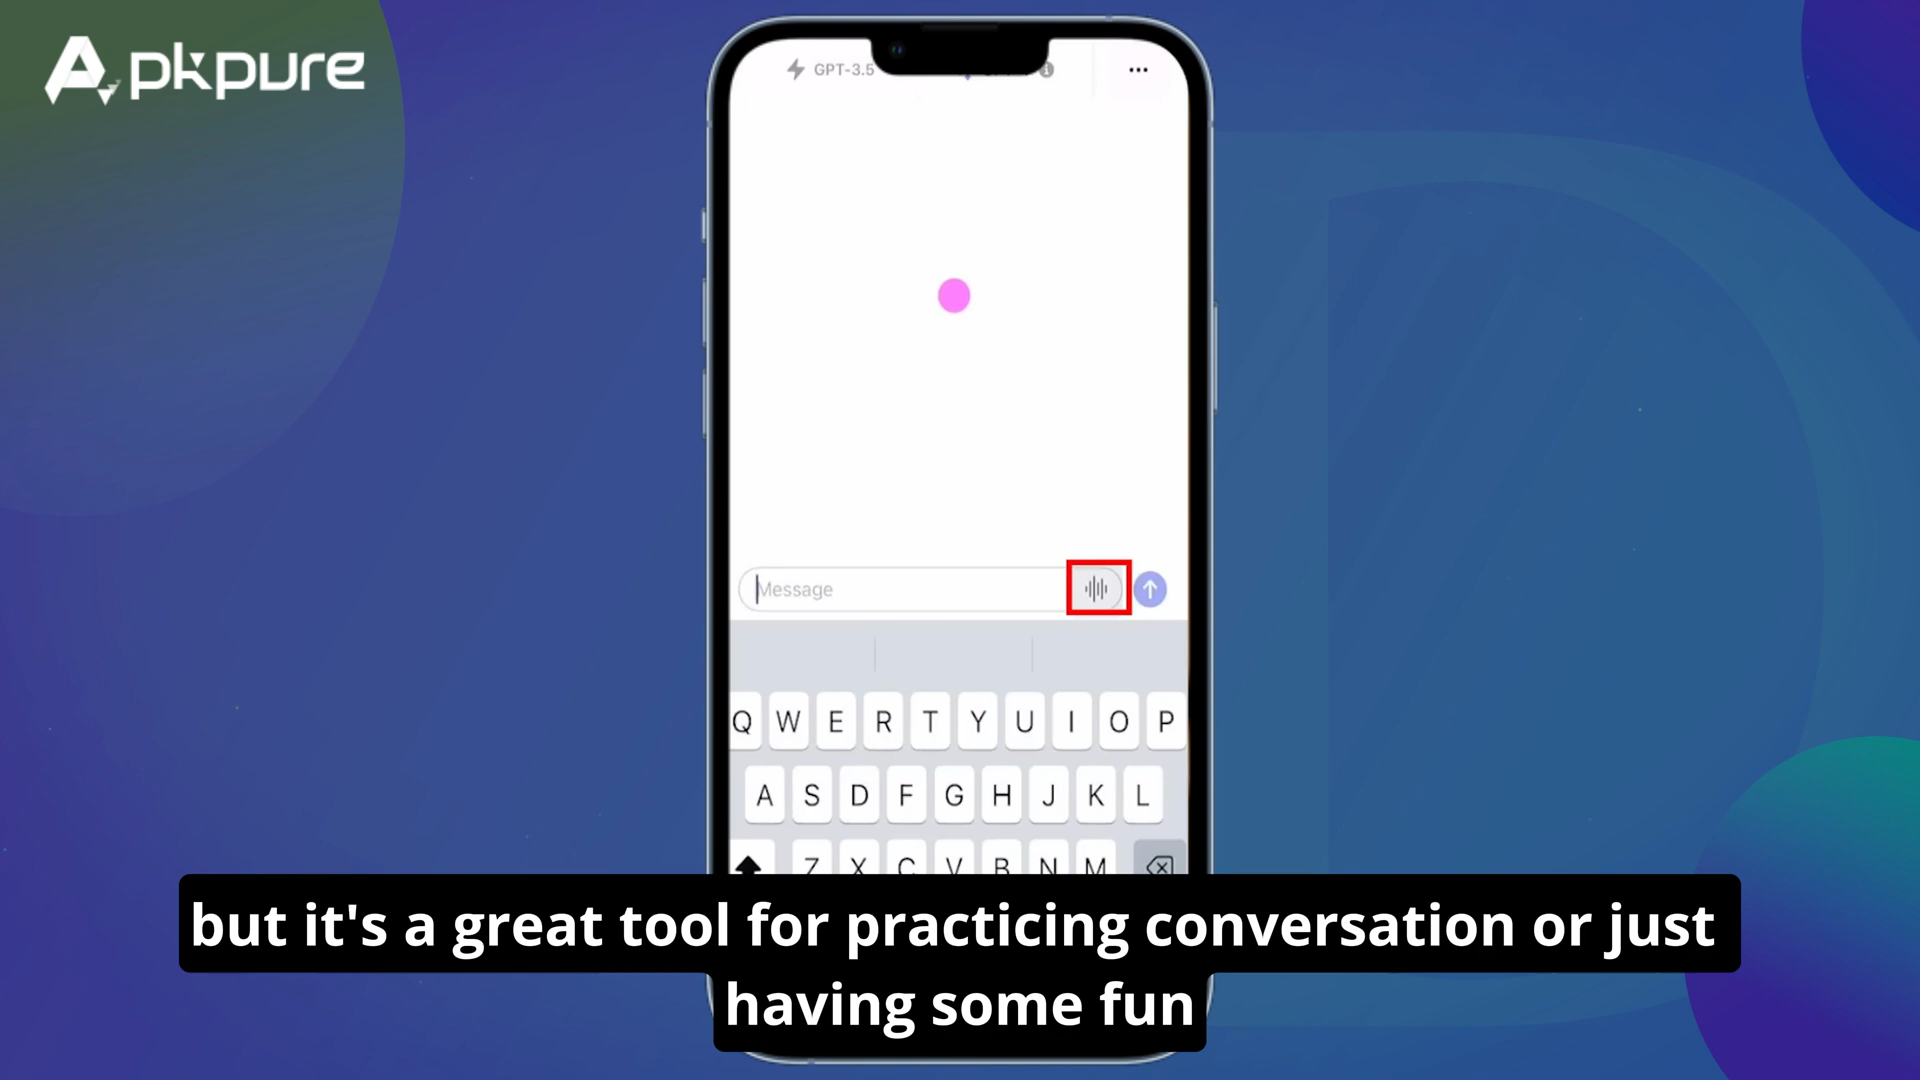 Apkpure
GPT-3.5
Message
Q W E R T Y U I O P
A S D F G H J K L
Z X C V B N M
but it's a great tool for practicing conversation or just
having some fun